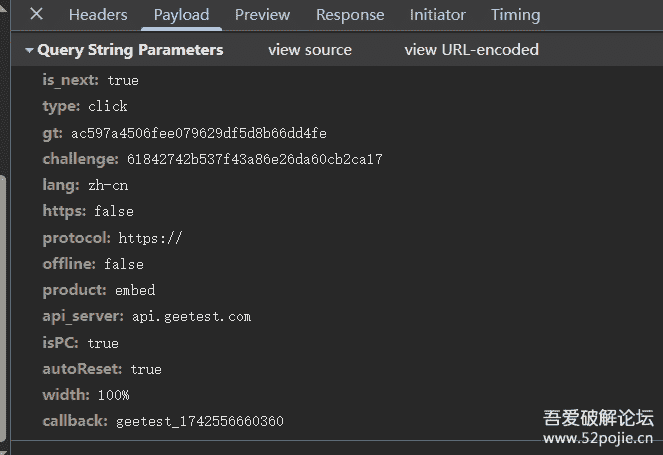 Headers Payload Preview Response Initiator Timing
Query String Parameters view source view URL-encoded
is_next: true
type: click
gt: ac597a4506fee079629df5d8b66dd4fe
challenge: 61842742b537f43a86e26da60cb2ca17
lang: zh-cn
https: false
protocol: https://
offline: false
product: embed
api_server: api.geetest.com
isPC: true
autoReset: true
width: 100%
callback: geetest_1742556660360
吾爱破解论坛
www.52pojie.cn